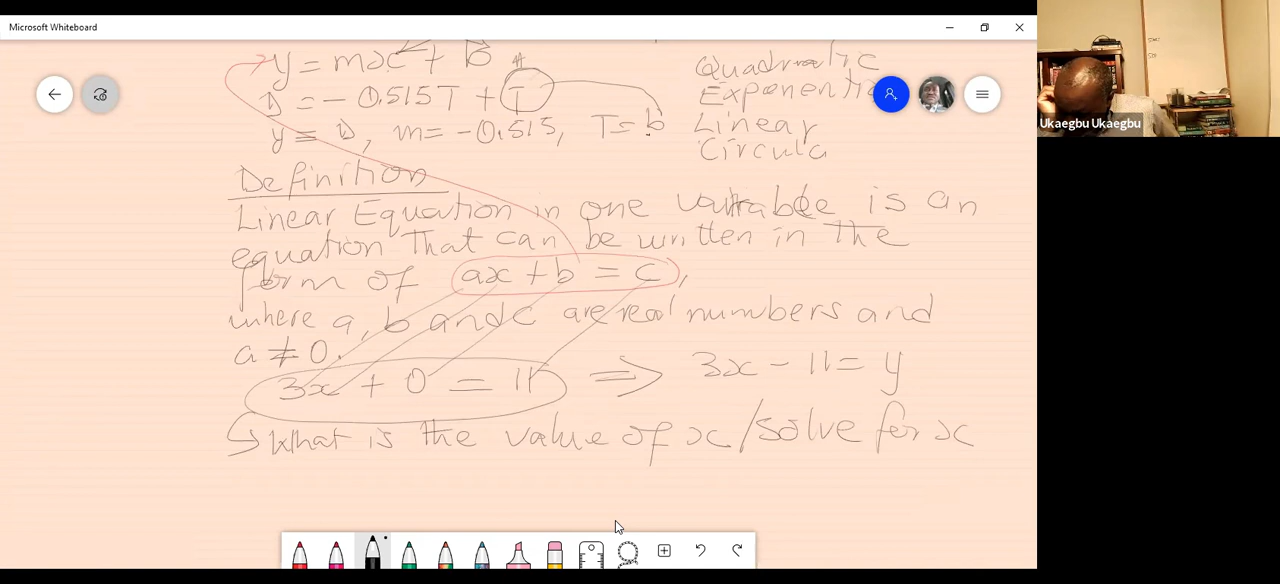 Microsoft Whiteboard
y = mx + B
Quadratic
D = - 0.515T + T
Exponentia
y = D, m = -0.515, T = b
Linear
Circula
Ukaegbu Ukaegbu
Definition
Linear Equation in one variable is an
equation that can be written in the
form of ax + b = c,
where a, b and c are real numbers and
a ≠ 0.
3x + 0 = 11 ⇒ 3x - 11 = y
What is the value of x/solve for x